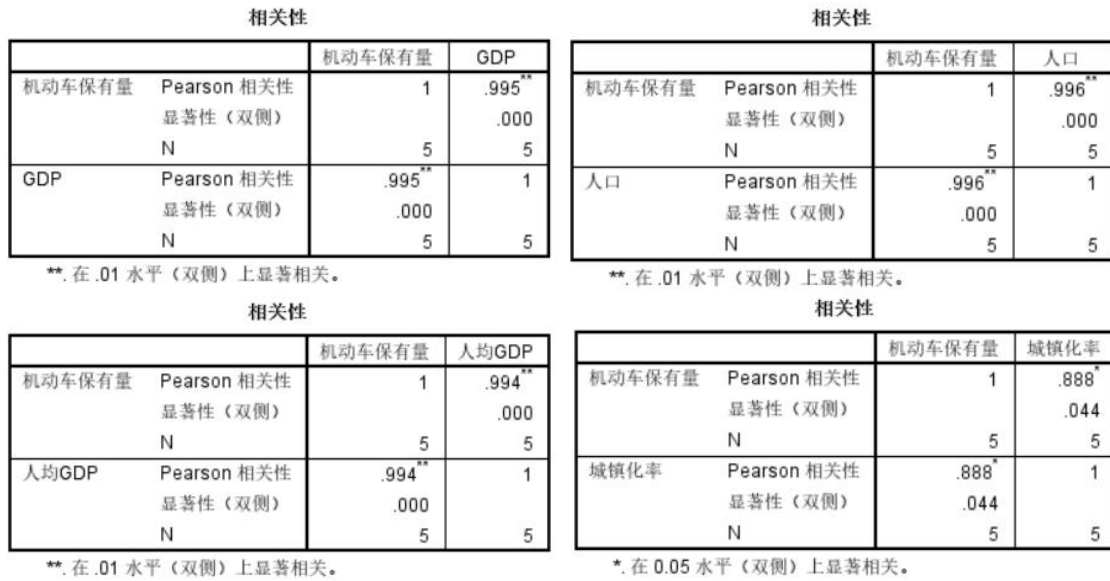 相关性
机动车保有量 GDP
机动车保有量 Pearson 相关性 1 .995**
显著性（双侧） .000
N 5 5
GDP Pearson 相关性 .995** 1
显著性（双侧） .000
N 5 5
**. 在 .01 水平（双侧）上显著相关。
相关性
机动车保有量 人口
机动车保有量 Pearson 相关性 1 .996**
显著性（双侧） .000
N 5 5
人口 Pearson 相关性 .996** 1
显著性（双侧） .000
N 5 5
**. 在 .01 水平（双侧）上显著相关。
相关性
机动车保有量 人均GDP
机动车保有量 Pearson 相关性 1 .994**
显著性（双侧） .000
N 5 5
人均GDP Pearson 相关性 .994** 1
显著性（双侧） .000
N 5 5
**. 在 .01 水平（双侧）上显著相关。
相关性
机动车保有量 城镇化率
机动车保有量 Pearson 相关性 1 .888*
显著性（双侧） .044
N 5 5
城镇化率 Pearson 相关性 .888* 1
显著性（双侧） .044
N 5 5
*. 在 0.05 水平（双侧）上显著相关。